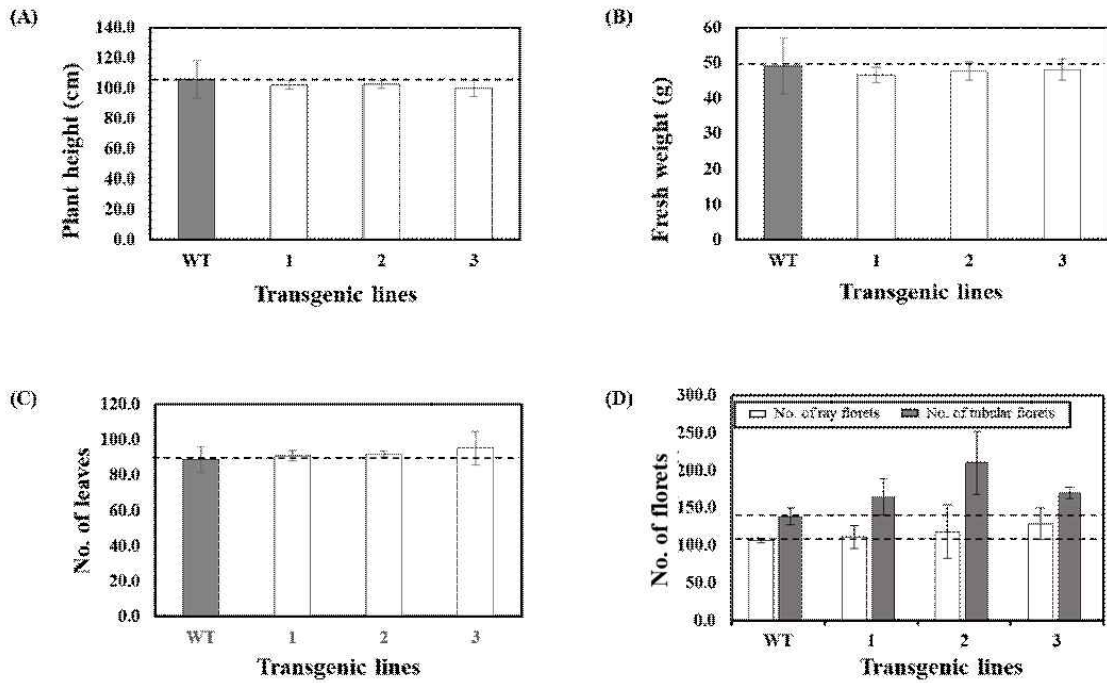 (A)
140.0
120.0
100.0
80.0
60.0
40.0
20.0
0.0
Plant height (cm)
WT 1 2 3
Transgenic lines
(B)
60
50
40
30
20
10
0
Fresh weight (g)
WT 1 2 3
Transgenic lines
(C)
120.0
100.0
80.0
60.0
40.0
20.0
0.0
No. of leaves
WT 1 2 3
Transgenic lines
(D)
300.0
250.0
200.0
150.0
100.0
50.0
0.0
No. of florets
No. of ray florets No. of tubular florets
WT 1 2 3
Transgenic lines